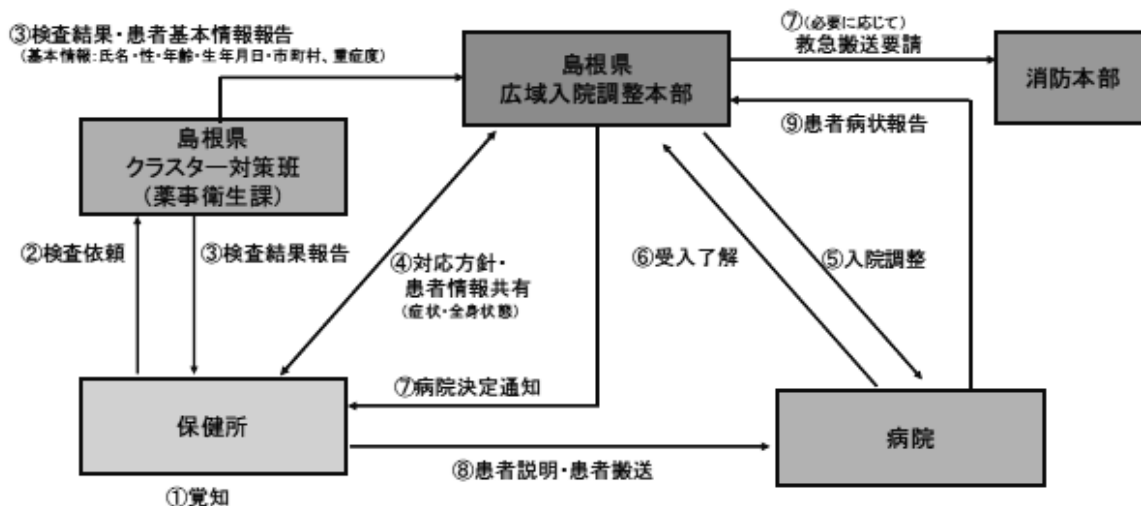 ③検査結果・患者基本情報報告
(基本情報:氏名・性・年齢・生年月日・市町村、重症度)
島根県
広域入院調整本部
⑦(必要に応じて)
救急搬送要請
消防本部
⑨患者病状報告
島根県
クラスター対策班
(薬事衛生課)
②検査依頼
③検査結果報告
④対応方針・
患者情報共有
(症状・全身状態)
⑥受入了解
⑤入院調整
⑦病院決定通知
保健所
病院
⑧患者説明・患者搬送
①覚知